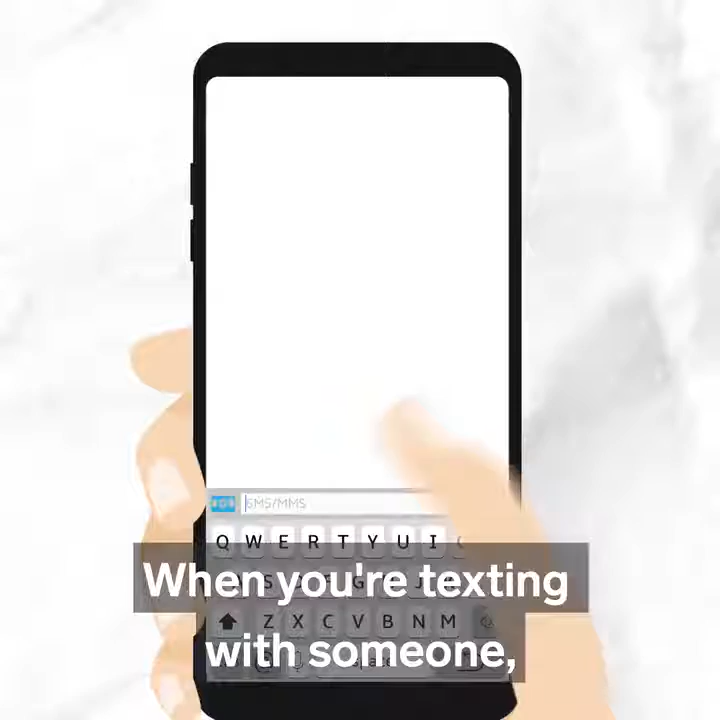 SMS/MMS
Q W E R T Y U I
When you're texting
Z X C V B N M
with someone,